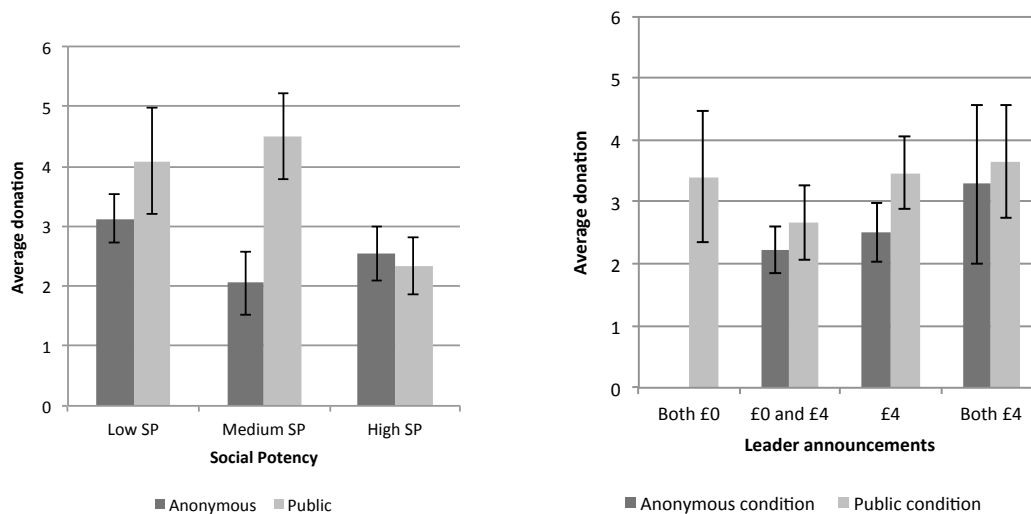 6
5
4
3
2
1
0
Average donation
Low SP
Medium SP
High SP
Social Potency
Anonymous
Public
6
5
4
3
2
1
0
Average donation
Both £0
£0 and £4
£4
Both £4
Leader announcements
Anonymous condition
Public condition